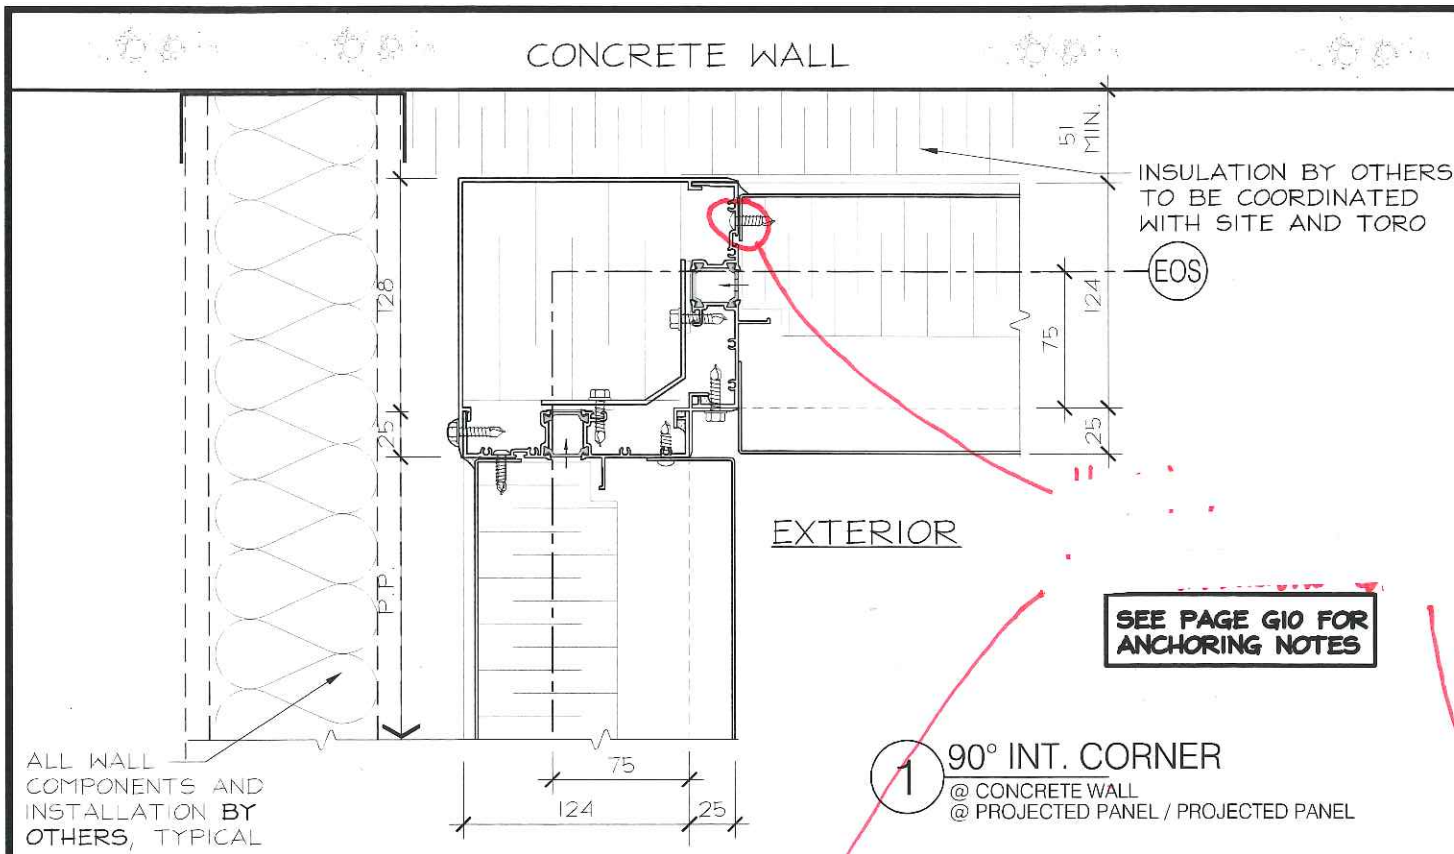 CONCRETE WALL
51
MIN.
INSULATION BY OTHERS
TO BE COORDINATED
WITH SITE AND TORO
EOS
128
124
75
25
25
EXTERIOR
P.P.
SEE PAGE G10 FOR
ANCHORING NOTES
ALL WALL
COMPONENTS AND
INSTALLATION BY
OTHERS, TYPICAL
75
124
25
1
90° INT. CORNER
@ CONCRETE WALL
@ PROJECTED PANEL / PROJECTED PANEL